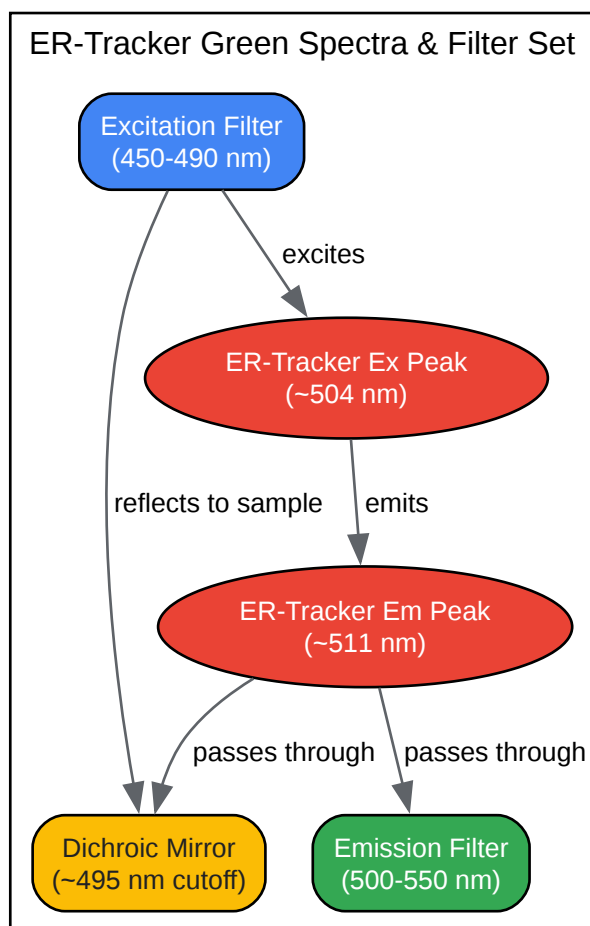 ER-Tracker Green Spectra & Filter Set
Excitation Filter
(450-490 nm)
excites
ER-Tracker Ex Peak
(~504 nm)
reflects to sample
emits
ER-Tracker Em Peak
(~511 nm)
passes through
passes through
Dichroic Mirror
(~495 nm cutoff)
Emission Filter
(500-550 nm)